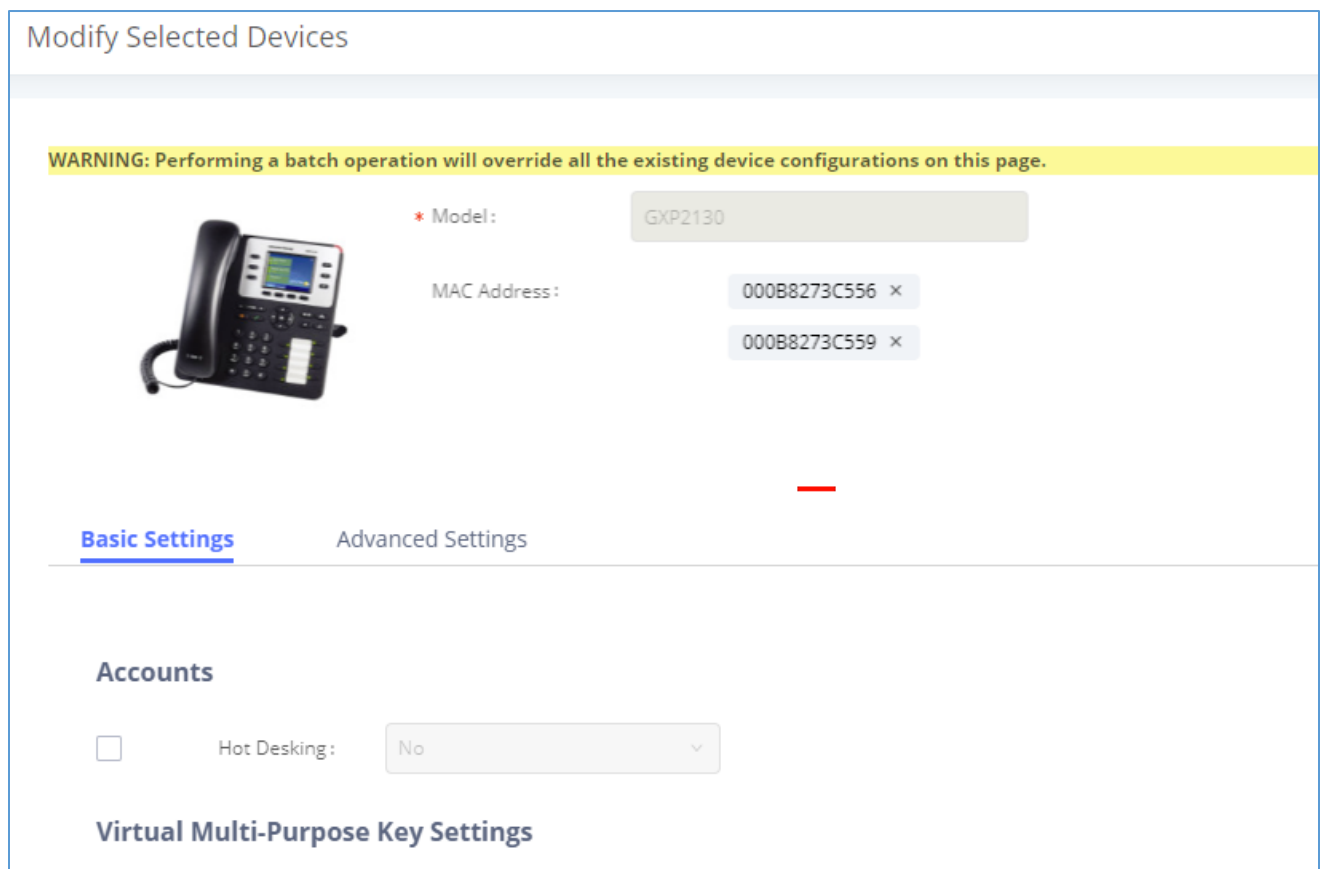 Modify Selected Devices
WARNING: Performing a batch operation will override all the existing device configurations on this page.
* Model: GXP2130
MAC Address: 000B8273C556 ×
000B8273C559 ×
Basic Settings Advanced Settings
Accounts
Hot Desking: No
Virtual Multi-Purpose Key Settings